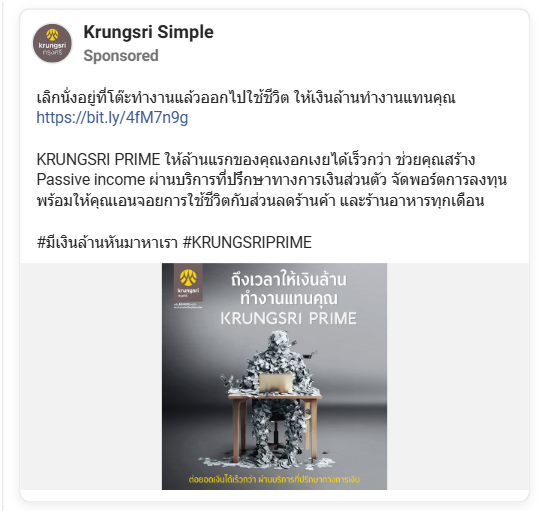 Krungsri Simple
Sponsored
เลิกนั่งอยู่ที่โต๊ะทำงานแล้วออกไปใช้ชีวิต ให้เงินล้านทำงานแทนคุณ
https://bit.ly/4fM7n9g
KRUNGSRI PRIME ให้ล้านแรกของคุณงอกเงยได้เร็วกว่า ช่วยคุณสร้าง
Passive income ผ่านบริการที่ปรึกษาทางการเงินส่วนตัว จัดพอร์ตการลงทุน
พร้อมให้คุณเอนจอยการใช้ชีวิตกับส่วนลดร้านค้า และร้านอาหารทุกเดือน
#มีเงินล้านหันมาหาเรา #KRUNGSRIPRIME
krungsri
กรุงศรี
ถึงเวลาให้เงินล้าน
ทำงานแทนคุณ
KRUNGSRI PRIME
ต่อยอดเงินได้เร็วกว่า ผ่านบริการที่ปรึกษาทางการเงิน